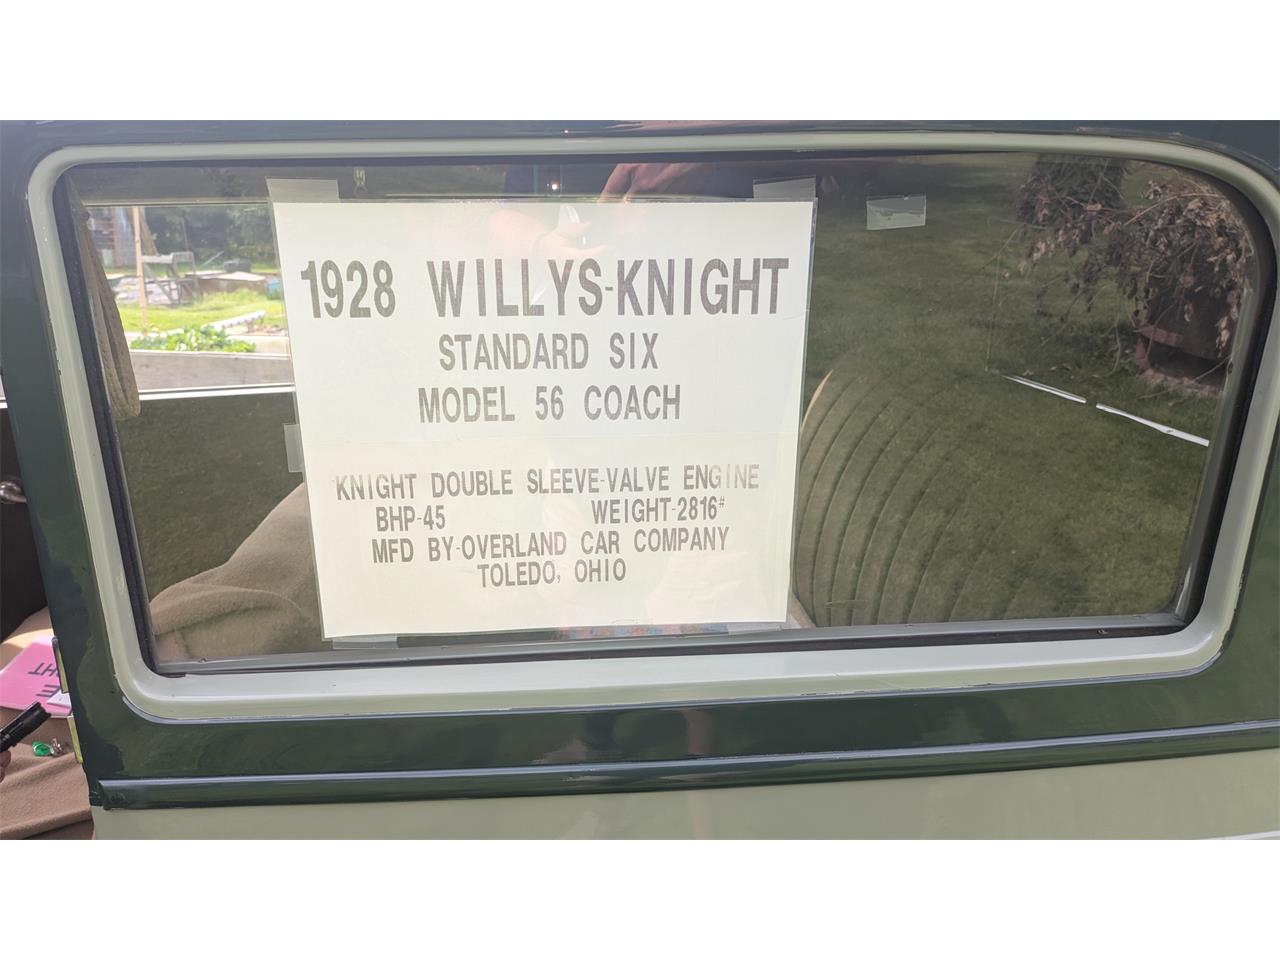 1928 WILLYS-KNIGHT
STANDARD SIX
MODEL 56 COACH
KNIGHT DOUBLE SLEEVE-VALVE ENGINE
BHP-45 WEIGHT-2816#
MFD BY-OVERLAND CAR COMPANY
TOLEDO, OHIO